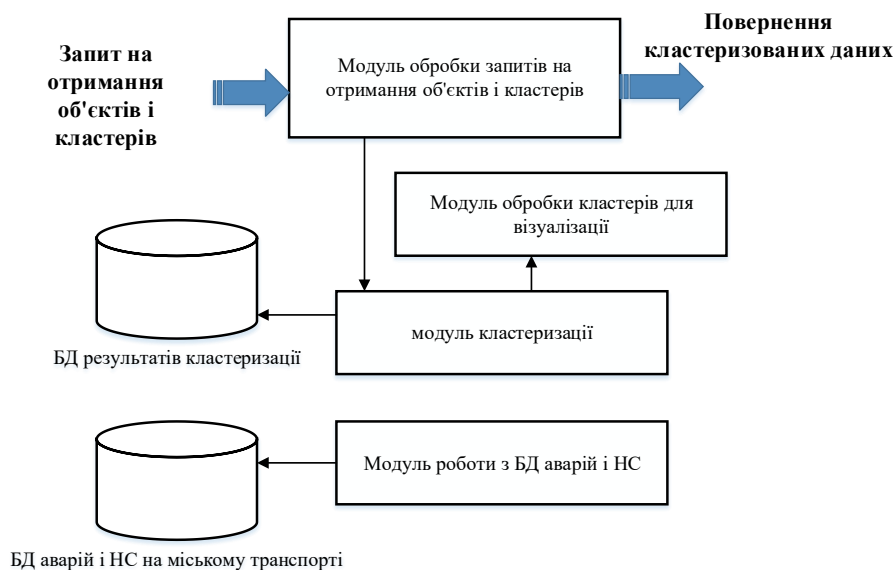 Запит на
отримання
об'єктів і
кластерів
Модуль обробки запитів на
отримання об'єктів і кластерів
Повернення
кластеризованих даних
Модуль обробки кластерів для
візуалізації
модуль кластеризації
БД результатів кластеризації
Модуль роботи з БД аварій і НС
БД аварій і НС на міському транспорті